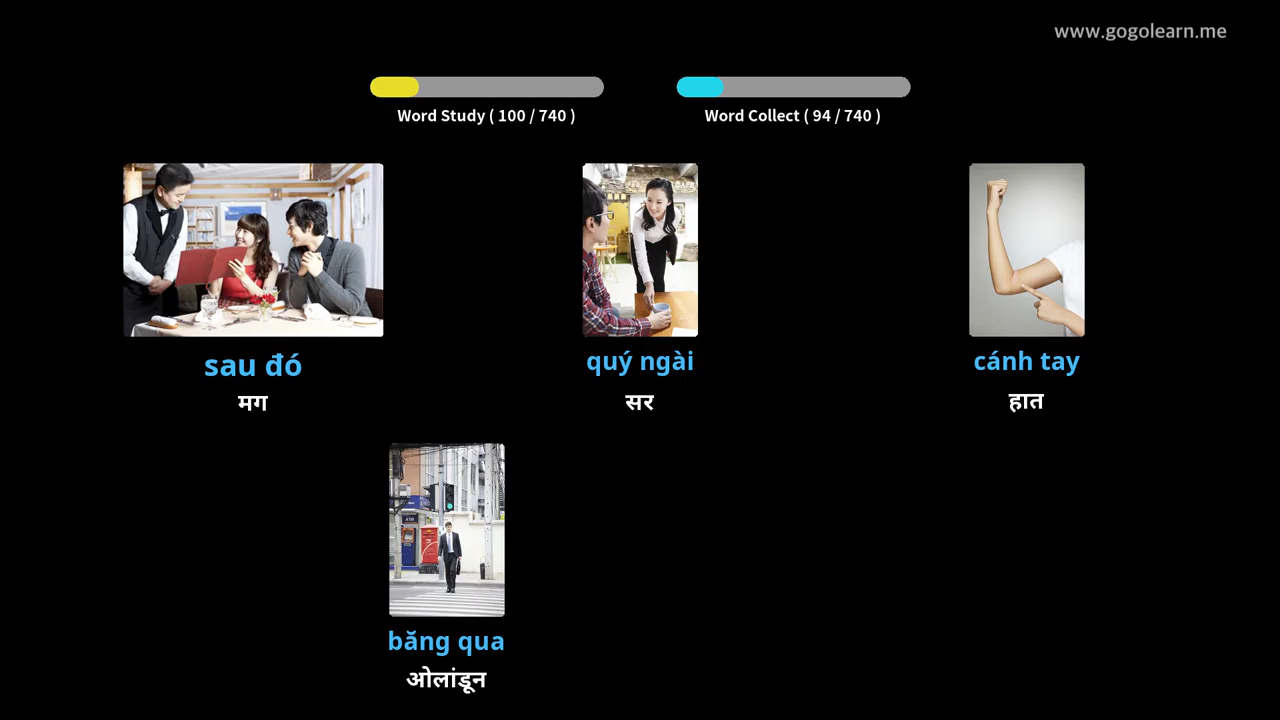 www.gogolearn.me
Word Study ( 100 / 740 )
Word Collect ( 94 / 740 )
sau đó
मग
quý ngài
सर
cánh tay
हात
băng qua
ओलांडून